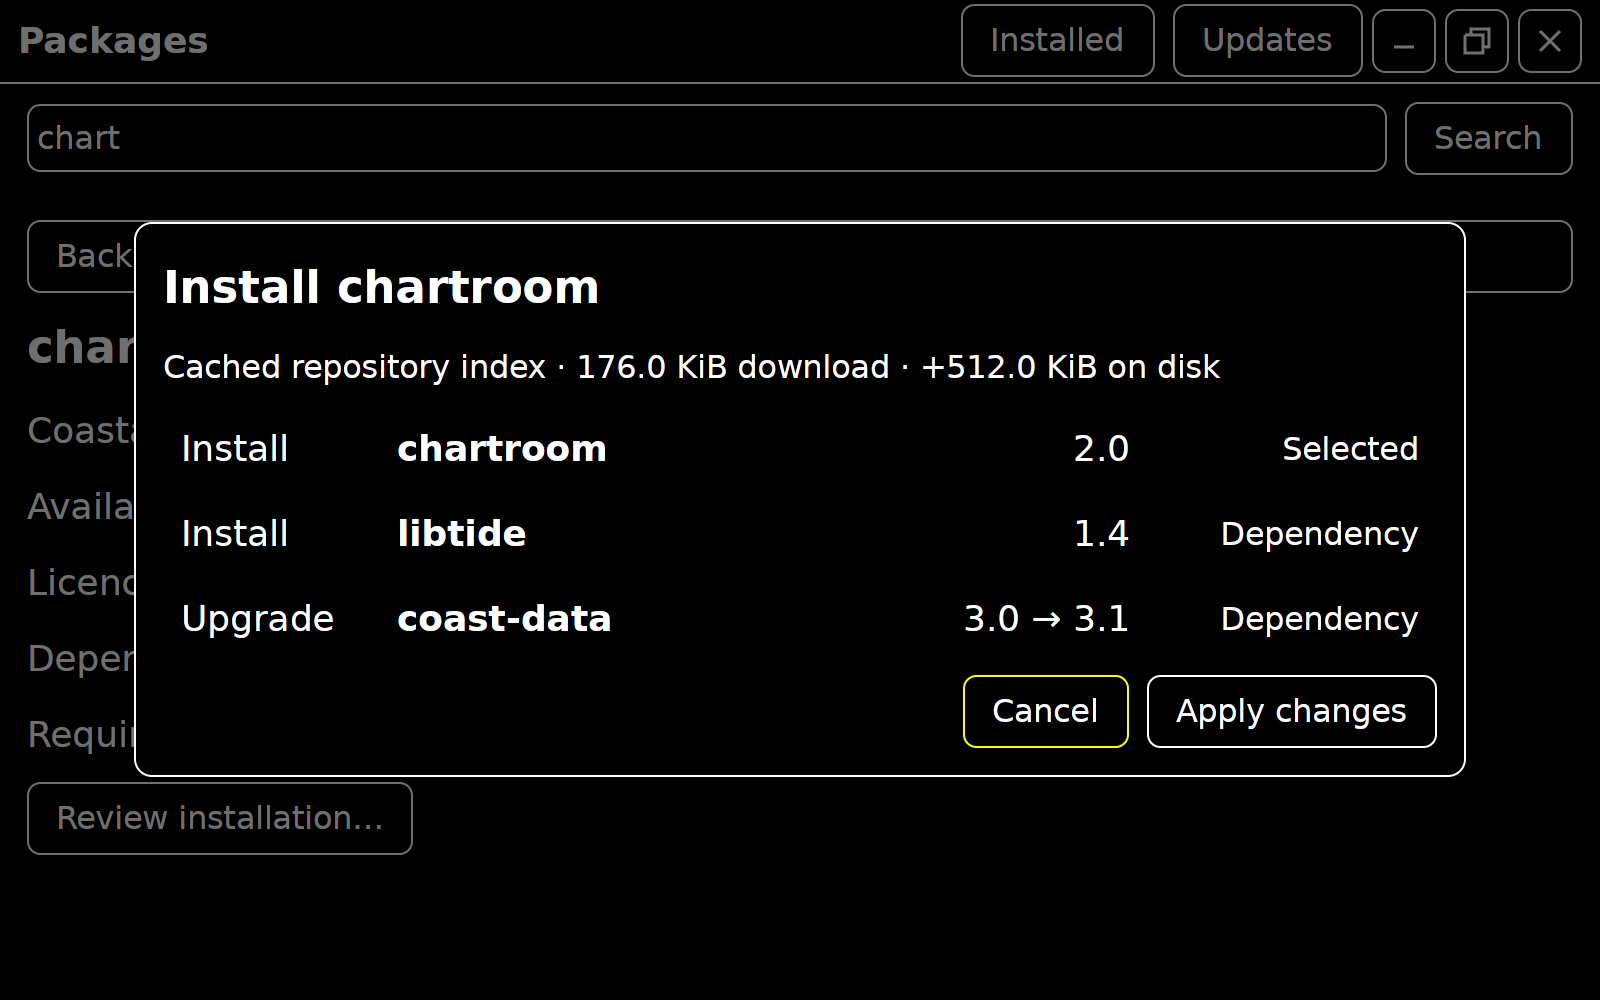 Packages Installed Updates
chart Search
Back
Install chartroom
Cached repository index · 176.0 KiB download · +512.0 KiB on disk
Install chartroom 2.0 Selected
Install libtide 1.4 Dependency
Upgrade coast-data 3.0 → 3.1 Dependency
Cancel Apply changes
Review installation...